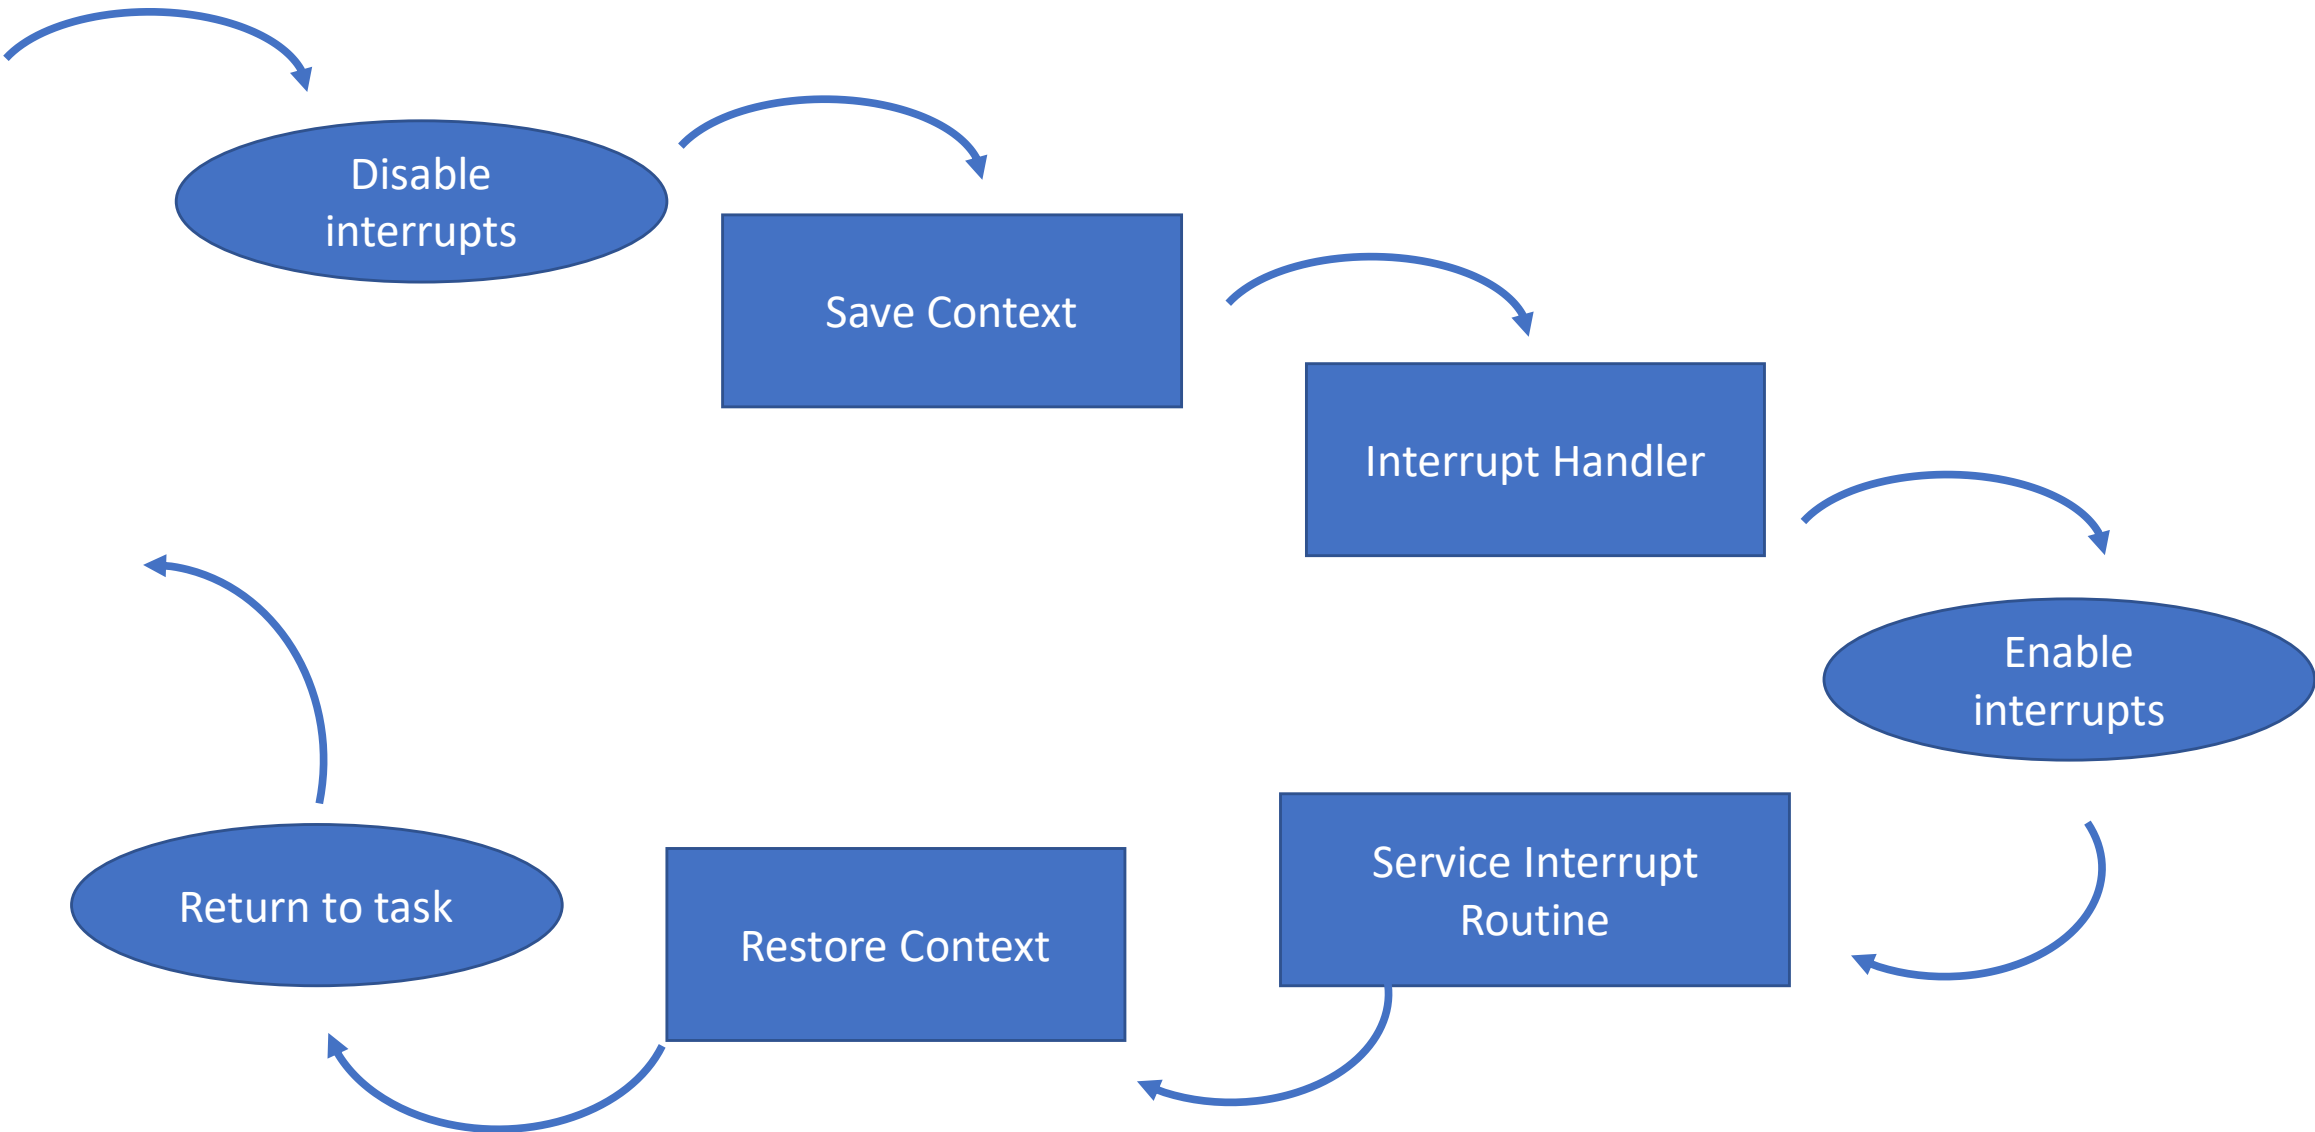 Disable
interrupts
Save Context
Interrupt Handler
Enable
interrupts
Service Interrupt
Routine
Restore Context
Return to task